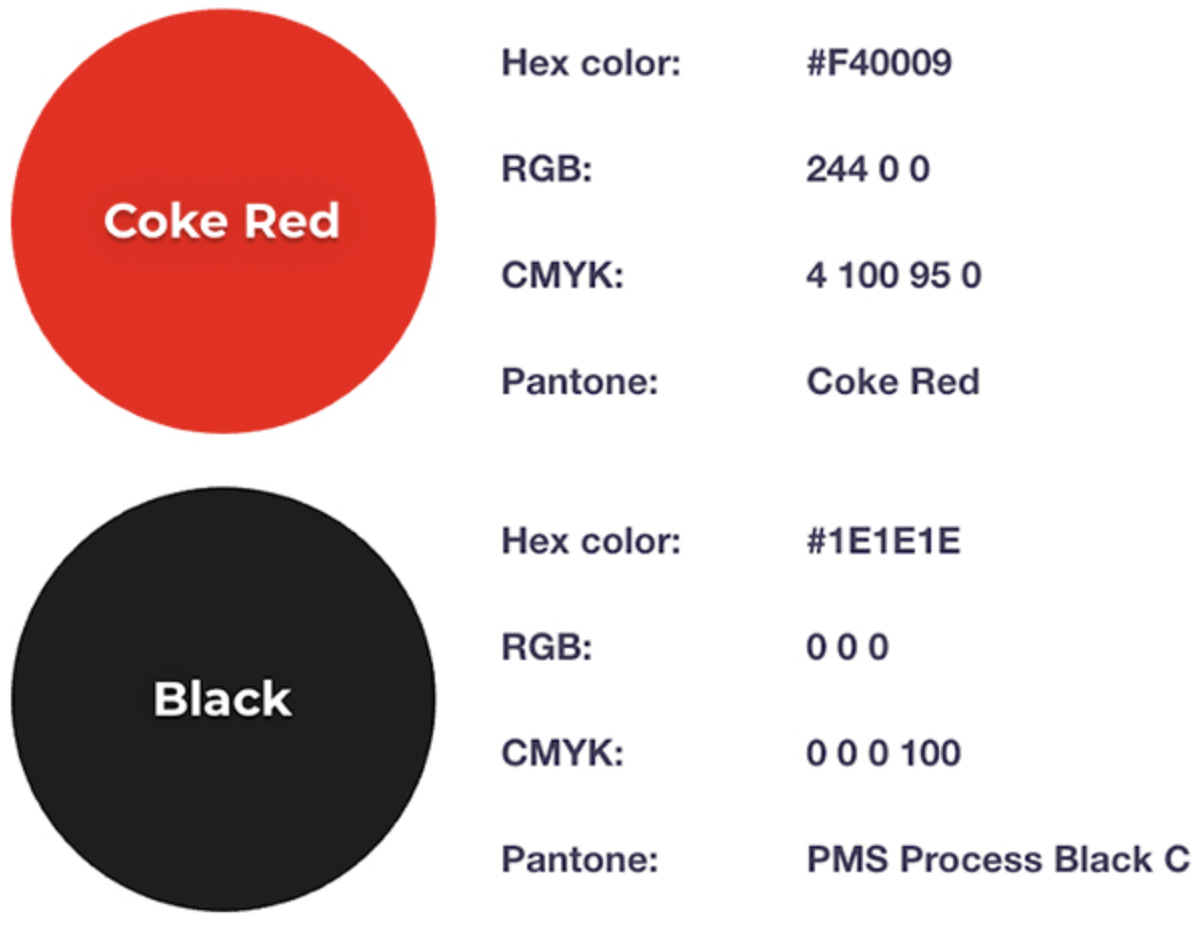 Coke Red
Hex color: #F40009
RGB: 244 0 0
CMYK: 4 100 95 0
Pantone: Coke Red
Black
Hex color: #1E1E1E
RGB: 0 0 0
CMYK: 0 0 0 100
Pantone: PMS Process Black C